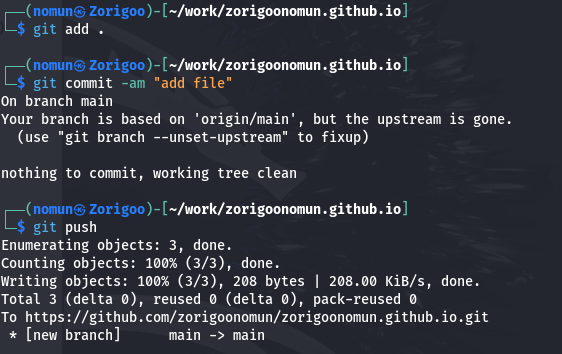 ┌──(nomun㉿Zorigoo)-[~/work/zorigoonomun.github.io]
└─$ git add .
┌──(nomun㉿Zorigoo)-[~/work/zorigoonomun.github.io]
└─$ git commit -am "add file"
On branch main
Your branch is based on 'origin/main', but the upstream is gone.
  (use "git branch --unset-upstream" to fixup)
nothing to commit, working tree clean
┌──(nomun㉿Zorigoo)-[~/work/zorigoonomun.github.io]
└─$ git push
Enumerating objects: 3, done.
Counting objects: 100% (3/3), done.
Writing objects: 100% (3/3), 208 bytes | 208.00 KiB/s, done.
Total 3 (delta 0), reused 0 (delta 0), pack-reused 0
To https://github.com/zorigoonomun/zorigoonomun.github.io.git
 * [new branch]      main -> main